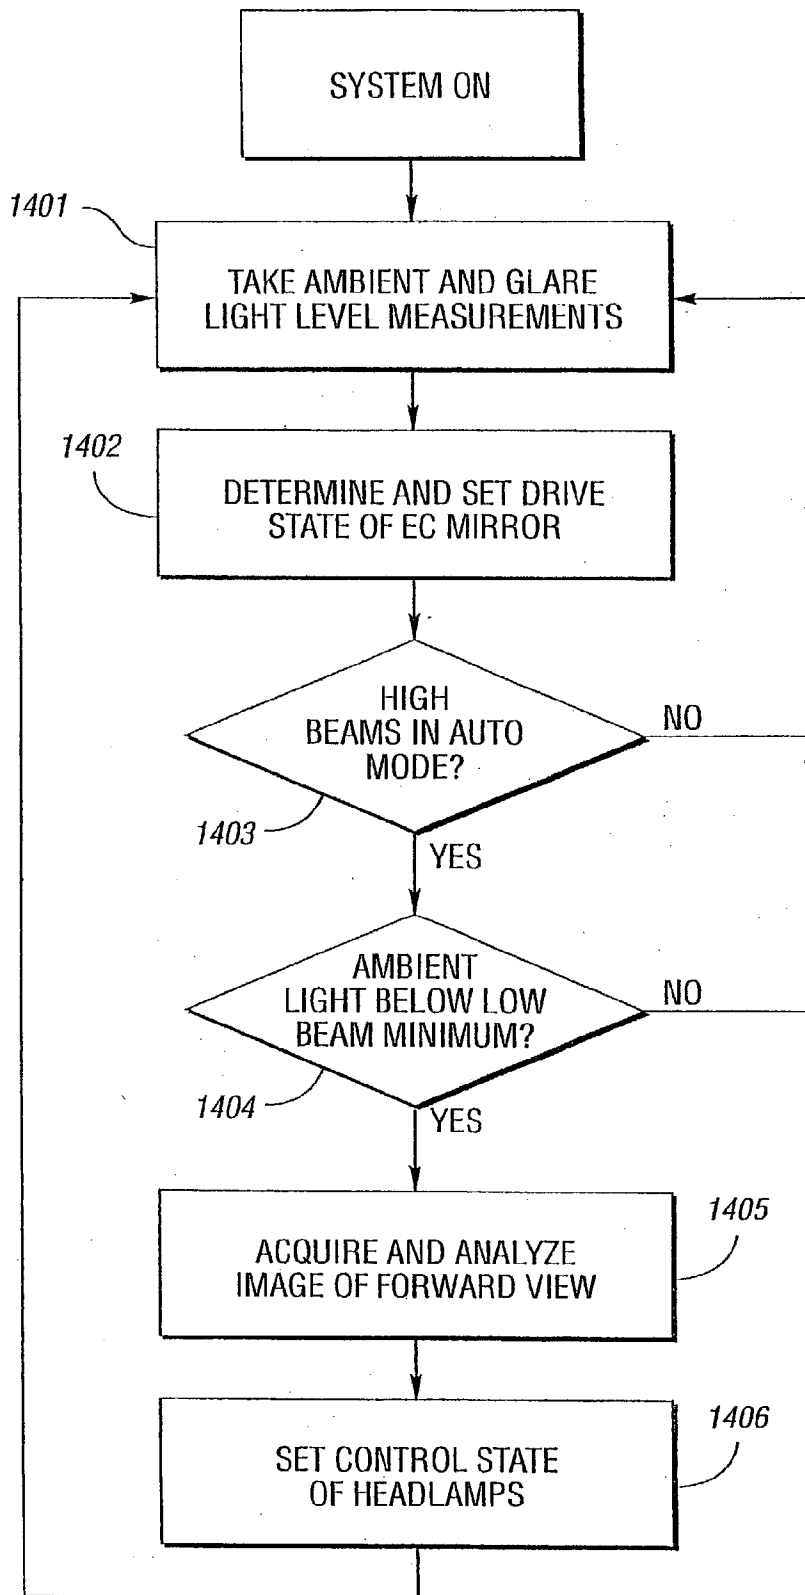 SYSTEM ON
1401
TAKE AMBIENT AND GLARE
LIGHT LEVEL MEASUREMENTS
1402
DETERMINE AND SET DRIVE
STATE OF EC MIRROR
HIGH
BEAMS IN AUTO
MODE?
NO
1403
YES
AMBIENT
LIGHT BELOW LOW
BEAM MINIMUM?
NO
1404
YES
1405
ACQUIRE AND ANALYZE
IMAGE OF FORWARD VIEW
1406
SET CONTROL STATE
OF HEADLAMPS